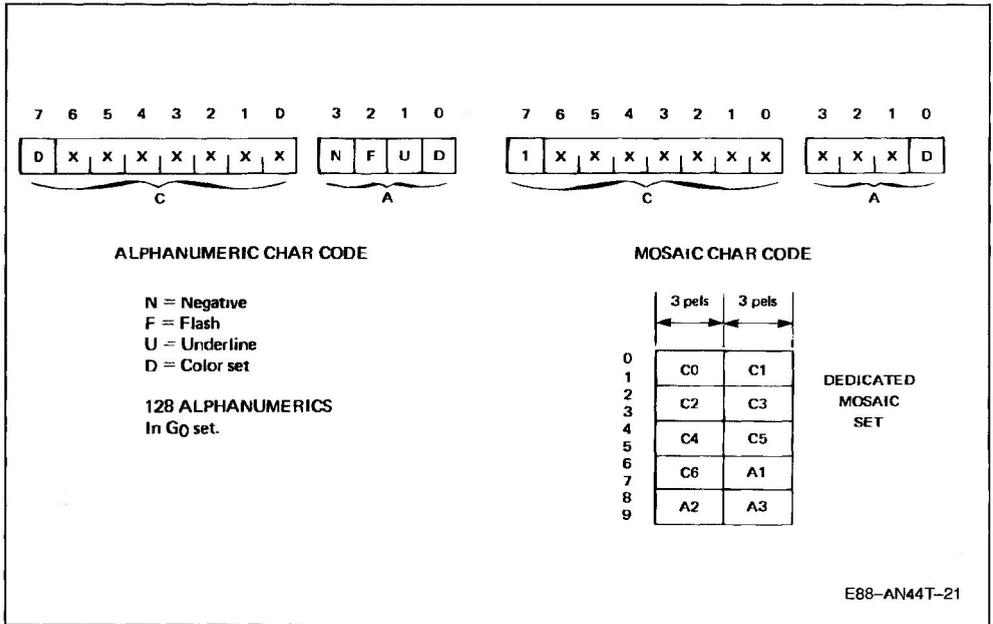 7 6 5 4 3 2 1 D 3 2 1 0
D X X X X X X X N F U D
C A
ALPHANUMERIC CHAR CODE
N = Negative
F = Flash
U = Underline
D = Color set
128 ALPHANUMERICS
In G0 set.
7 6 5 4 3 2 1 0 3 2 1 0
1 X X X X X X X X X X D
C A
MOSAIC CHAR CODE
3 pels 3 pels
0
1
C0 C1
2
3
C2 C3
4
5
C4 C5
6
7
C6 A1
8
9
A2 A3
DEDICATED
MOSAIC
SET
E88-AN44T-21